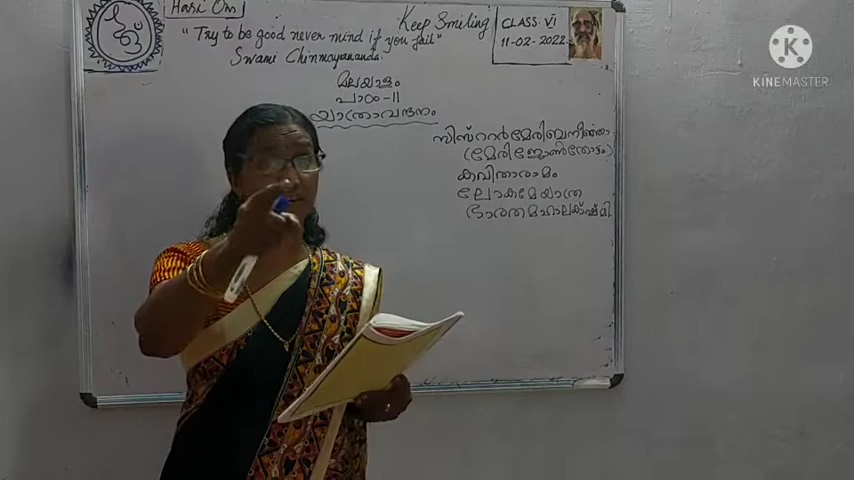 Hari Om
"Try to be good never mind if you fail"
Swami Chinmayananda.
Keep Smiling
CLASS: VI
11-02-2022
മലയാളം
പാഠം-11
യാത്രാവന്ദനം
സിസ്റ്റർമേരിബനീഞ്ഞാ
(മേരിജോൺതോട്ടം)
കവിതാരാമം
ലോകമേയാത്ര
ഭാരതമഹാലക്ഷ്മി
KINEMASTER